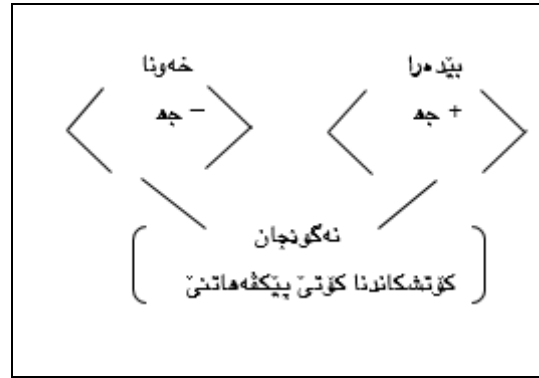 بێدەرا خەونا
+ جھ – جھ
نەگونجان
کۆتشکاندنا کۆتێ پێکڤەهاتنێ